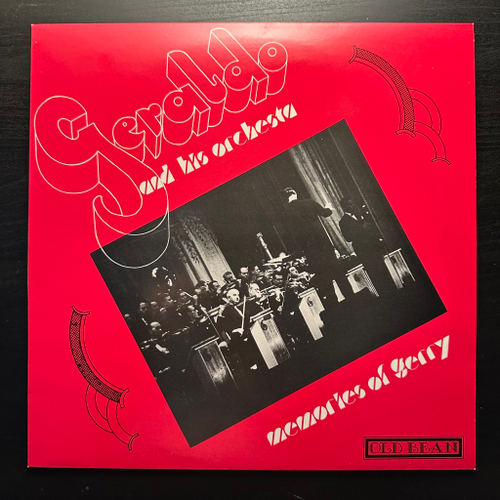 Geraldo
and his orchestra
memories of Gerry
OLD BEAN